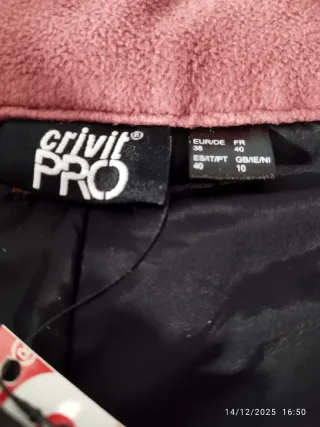 crivit®
PRO
EUR/DE FR
38 40
ES/IT/PT GB/IE/NI
40 10
14/12/2025 16:50